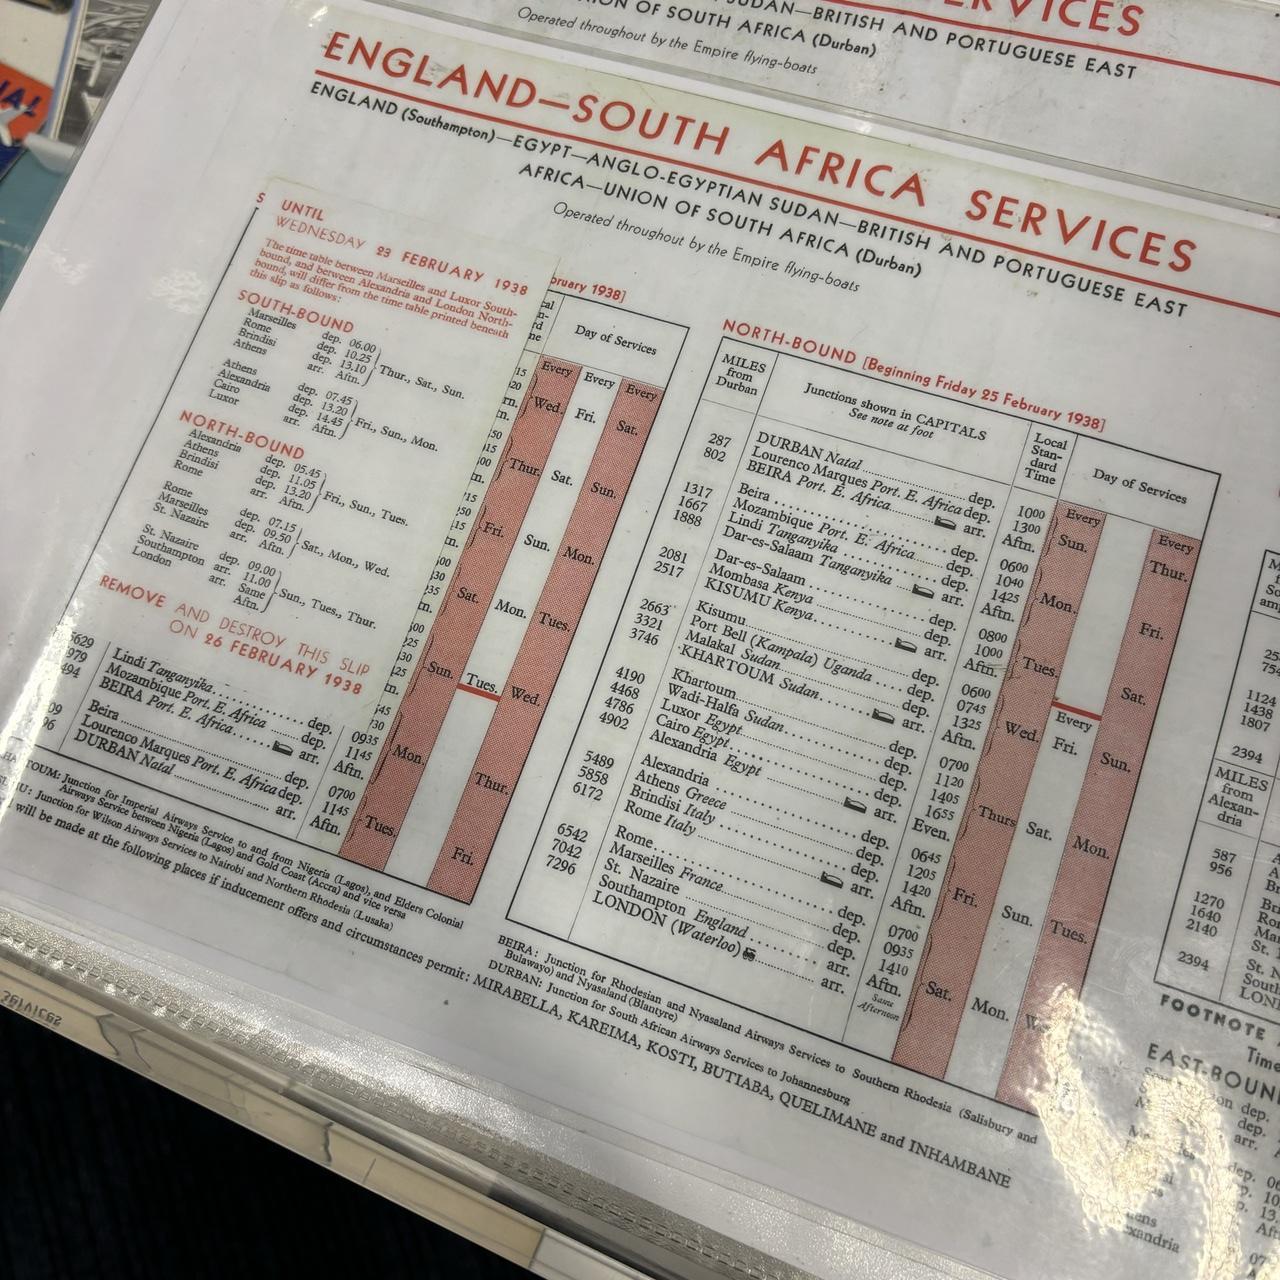 ERVICES
SUDAN—BRITISH AND PORTUGUESE EAST
ION OF SOUTH AFRICA (Durban)
Operated throughout by the Empire flying-boats
ENGLAND—SOUTH AFRICA SERVICES
ENGLAND (Southampton)—EGYPT—ANGLO-EGYPTIAN SUDAN—BRITISH AND PORTUGUESE EAST
AFRICA—UNION OF SOUTH AFRICA (Durban)
Operated throughout by the Empire flying-boats
S
UNTIL
WEDNESDAY 23 FEBRUARY 1938
The time table between Marseilles and Luxor South-
bound, and between Alexandria and London North-
bound, will differ from the time table printed beneath
this slip as follows:
SOUTH-BOUND
Marseilles dep. 06.00
Rome dep. 10.25
Brindisi dep. 13.10
Athens arr. Aftn.
Thur., Sat., Sun.
Athens dep. 07.45
Alexandria dep. 13.20
Cairo dep. 14.45
Luxor arr. Aftn.
Fri., Sun., Mon.
NORTH-BOUND
Alexandria dep. 05.45
Athens dep. 11.05
Brindisi dep. 13.20
Rome arr. Aftn.
Fri., Sun., Tues.
Rome dep. 07.15
Marseilles dep. 09.50
St. Nazaire arr. Aftn.
Sat., Mon., Wed.
St. Nazaire dep. 09.00
Southampton arr. 11.00
London arr. Same Aftn.
Sun., Tues., Thur.
REMOVE AND DESTROY THIS SLIP
ON 26 FEBRUARY 1938
bruary 1938]
Day of Services
Every Every Every
Wed. Fri. Sat.
Thur. Sat. Sun.
Fri. Sun. Mon.
Sat. Mon. Tues.
Sun. Tues. Wed.
Mon. Thur.
Tues. Fri.
5629 Lindi Tanganyika dep. 0935
979 Mozambique Port. E. Africa dep. 1145
494 BEIRA Port. E. Africa arr. Aftn.
09 Beira dep. 0700
96 Lourenco Marques Port. E. Africa dep. 1145
DURBAN Natal arr. Aftn.
TOUM: Junction for Imperial Airways Service to and from Nigeria (Lagos), and Elders Colonial
Airways Service between Nigeria (Lagos) and Gold Coast (Accra) and vice versa
U: Junction for Wilson Airways Services to Nairobi and Northern Rhodesia (Lusaka)
NORTH-BOUND [Beginning Friday 25 February 1938]
MILES from Durban
Junctions shown in CAPITALS
See note at foot
Local Stan-dard Time
Day of Services
Every Every
DURBAN Natal dep. 1000
287 Lourenco Marques Port. E. Africa dep. 1300
802 BEIRA Port. E. Africa arr. Aftn.
Sun. Thur.
Beira dep. 0600
1317 Mozambique Port. E. Africa dep. 1040
1667 Lindi Tanganyika dep. 1425
1888 Dar-es-Salaam Tanganyika arr. Aftn.
Mon. Fri.
Dar-es-Salaam dep. 0800
2081 Mombasa Kenya dep. 1000
2517 KISUMU Kenya arr. Aftn.
Tues. Sat.
Kisumu dep. 0600
2663 Port Bell (Kampala) Uganda dep. 0745
3321 Malakal Sudan dep. 1325
3746 KHARTOUM Sudan arr. Aftn.
Every
Wed. Fri. Sun.
Khartoum dep. 0700
4190 Wadi-Halfa Sudan dep. 1120
4468 Luxor Egypt dep. 1405
4786 Cairo Egypt dep. 1655
4902 Alexandria Egypt arr. Even.
Thurs Sat. Mon.
Alexandria dep. 0645
5489 Athens Greece dep. 1205
5858 Brindisi Italy dep. 1420
6172 Rome Italy arr. Aftn.
Fri. Sun. Tues.
Rome dep. 0700
6542 Marseilles France dep. 0935
7042 St. Nazaire dep. 1410
7296 Southampton England arr. Aftn.
LONDON (Waterloo) arr. Same Afternoon
Sat. Mon. We
BEIRA: Junction for Rhodesian and Nyasaland Airways Services to Southern Rhodesia (Salisbury and
Bulawayo) and Nyasaland (Blantyre)
DURBAN: Junction for South African Airways Services to Johannesburg
will be made at the following places if inducement offers and circumstances permit: MIRABELLA, KAREIMA, KOSTI, BUTIABA, QUELIMANE and INHAMBANE
1124
1438
1807
2394
MILES from Alexan-dria
587
956
1270
1640
2140
2394
LON
FOOTNOTE
Time
EAST-BOUN